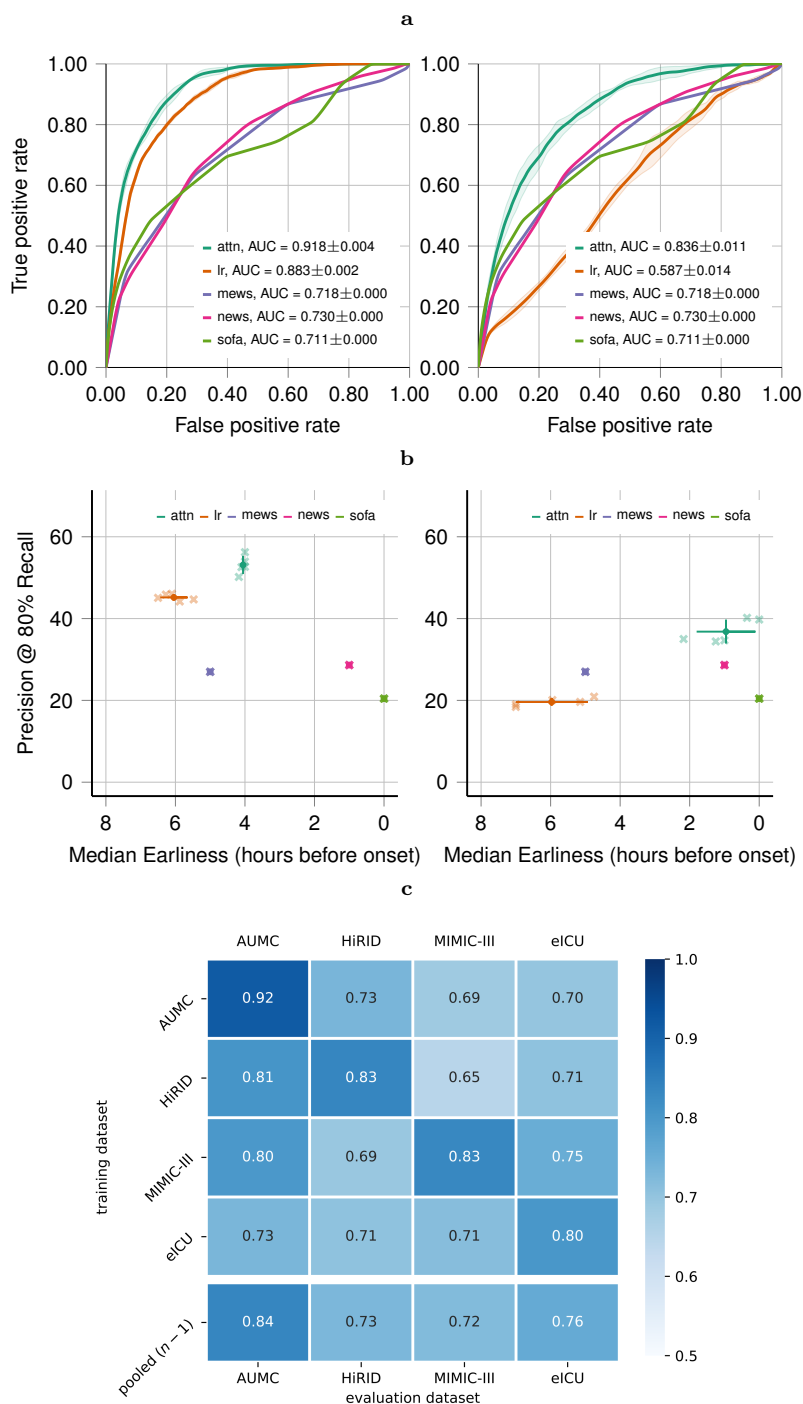 a
1.00
0.80
0.60
0.40
0.20
0.00
True positive rate
attn, AUC = 0.918±0.004
lr, AUC = 0.883±0.002
mews, AUC = 0.718±0.000
news, AUC = 0.730±0.000
sofa, AUC = 0.711±0.000
0.00 0.20 0.40 0.60 0.80 1.00
False positive rate
1.00
0.80
0.60
0.40
0.20
0.00
attn, AUC = 0.836±0.011
lr, AUC = 0.587±0.014
mews, AUC = 0.718±0.000
news, AUC = 0.730±0.000
sofa, AUC = 0.711±0.000
0.00 0.20 0.40 0.60 0.80 1.00
False positive rate
b
attn lr mews news sofa
60
40
20
0
Precision @ 80% Recall
8 6 4 2 0
Median Earliness (hours before onset)
attn lr mews news sofa
60
40
20
0
8 6 4 2 0
Median Earliness (hours before onset)
c
AUMC HiRID MIMIC-III eICU
training dataset
AUMC 0.92 0.73 0.69 0.70
HiRID 0.81 0.83 0.65 0.71
MIMIC-III 0.80 0.69 0.83 0.75
eICU 0.73 0.71 0.71 0.80
pooled (n − 1) 0.84 0.73 0.72 0.76
AUMC HiRID MIMIC-III eICU
evaluation dataset
1.0
0.9
0.8
0.7
0.6
0.5